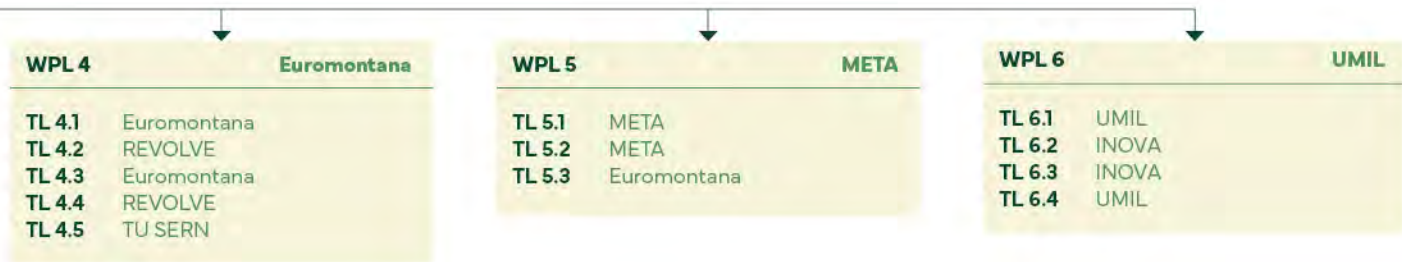 WPL 4 Euromontana
TL 4.1 Euromontana
TL 4.2 REVOLVE
TL 4.3 Euromontana
TL 4.4 REVOLVE
TL 4.5 TU SERN
WPL 5 META
TL 5.1 META
TL 5.2 META
TL 5.3 Euromontana
WPL 6 UMIL
TL 6.1 UMIL
TL 6.2 INOVA
TL 6.3 INOVA
TL 6.4 UMIL